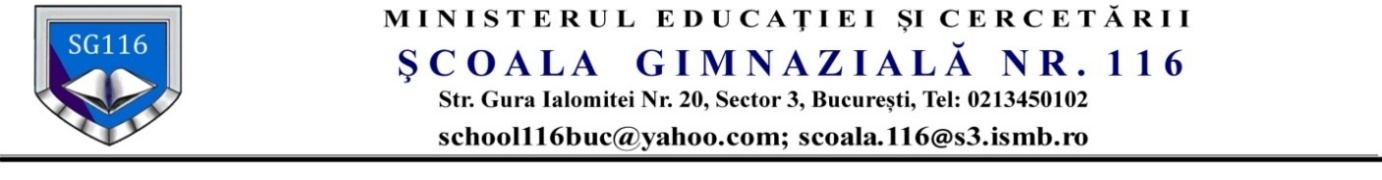 SG116
MINISTERUL EDUCAŢIEI ȘI CERCETĂRII
ŞCOALA GIMNAZIALĂ NR. 116
Str. Gura Ialomitei Nr. 20, Sector 3, București, Tel: 0213450102
school116buc@yahoo.com; scoala.116@s3.ismb.ro